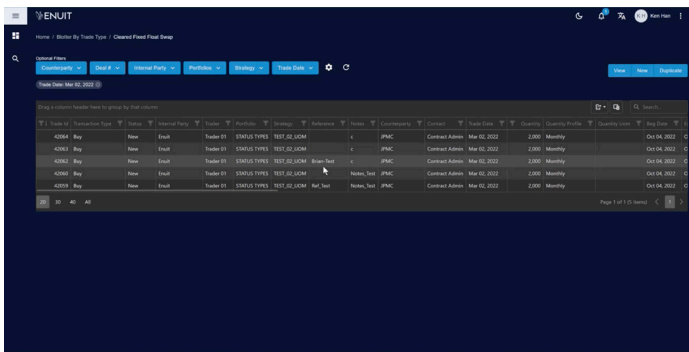 ENUIT
KH Ken Han
Home / Blotter By Trade Type / Cleared Fixed Float Swap
Optional Filters
Counterparty Deal # Internal Party Portfolios Strategy Trade Date
View New Duplicate
Trade Date: Mar 02, 2022
Drag a column header here to group by that column
Search...
Trade Id Transaction Type Status Internal Party Trader Portfolio Strategy Reference Notes Counterparty Contact Trade Date Quantity Quantity Profile Quantity Uom Beg Date
42064 Buy New Enuit Trader 01 STATUS TYPES TEST_02_UOM c JPMC Contract Admin Mar 02, 2022 2,000 Monthly Oct 04, 2022
42063 Buy New Enuit Trader 01 STATUS TYPES TEST_02_UOM c JPMC Contract Admin Mar 02, 2022 2,000 Monthly Oct 04, 2022
42062 Buy New Enuit Trader 01 STATUS TYPES TEST_02_UOM Brian-Test c JPMC Contract Admin Mar 02, 2022 2,000 Monthly Oct 04, 2022
42060 Buy New Enuit Trader 01 STATUS TYPES TEST_02_UOM Notes_Test JPMC Contract Admin Mar 02, 2022 2,000 Monthly Oct 04, 2022
42059 Buy New Enuit Trader 01 STATUS TYPES TEST_02_UOM Ref_Test Notes_Test JPMC Contract Admin Mar 02, 2022 2,000 Monthly Oct 04, 2022
20 30 40 All
Page 1 of 1 (5 items) 1